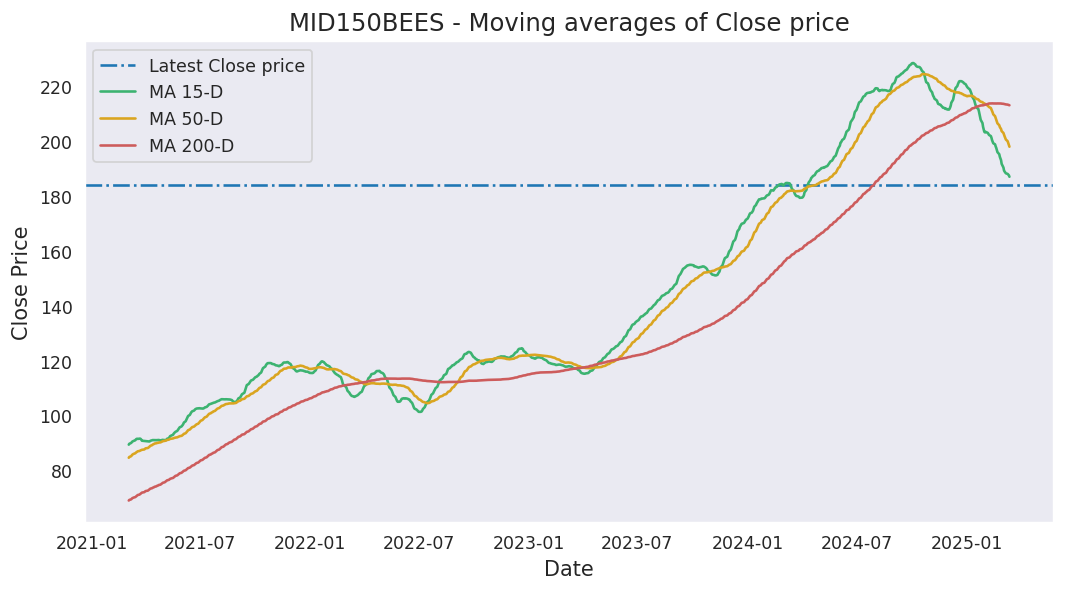 MID150BEES - Moving averages of Close price
Latest Close price
MA 15-D
MA 50-D
MA 200-D
Close Price
220
200
180
160
140
120
100
80
2021-01 2021-07 2022-01 2022-07 2023-01 2023-07 2024-01 2024-07 2025-01
Date